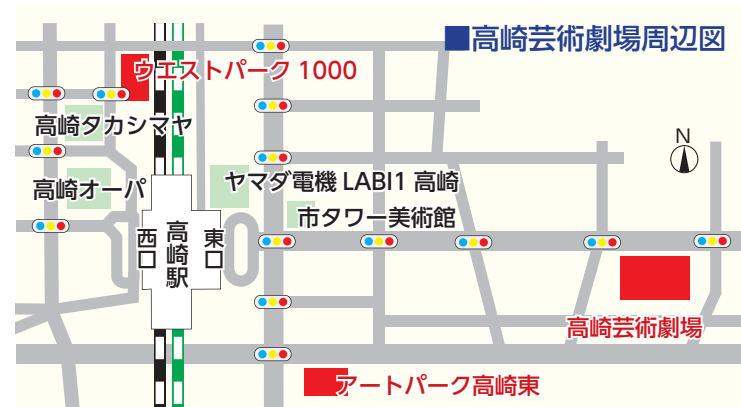 ■高崎芸術劇場周辺図
ウエストパーク 1000
高崎タカシマヤ
N
高崎オーパ
ヤマダ電機 LABI1 高崎
市タワー美術館
西口
高崎駅
東口
高崎芸術劇場
アートパーク高崎東